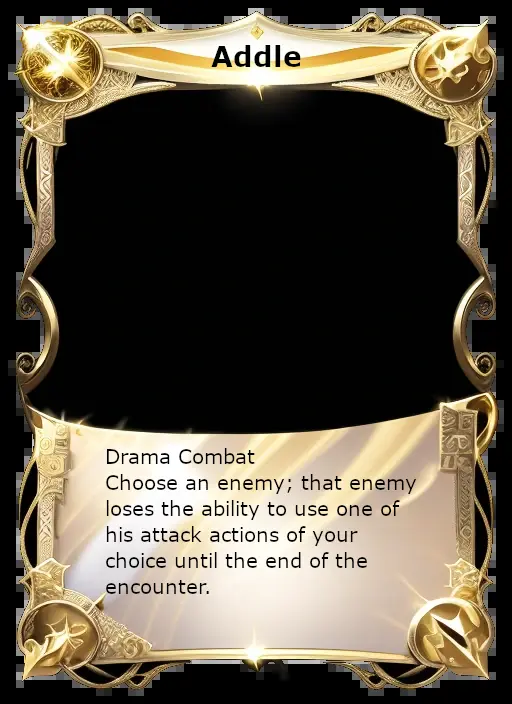 Addle
Drama Combat
Choose an enemy; that enemy
loses the ability to use one of
his attack actions of your
choice until the end of the
encounter.